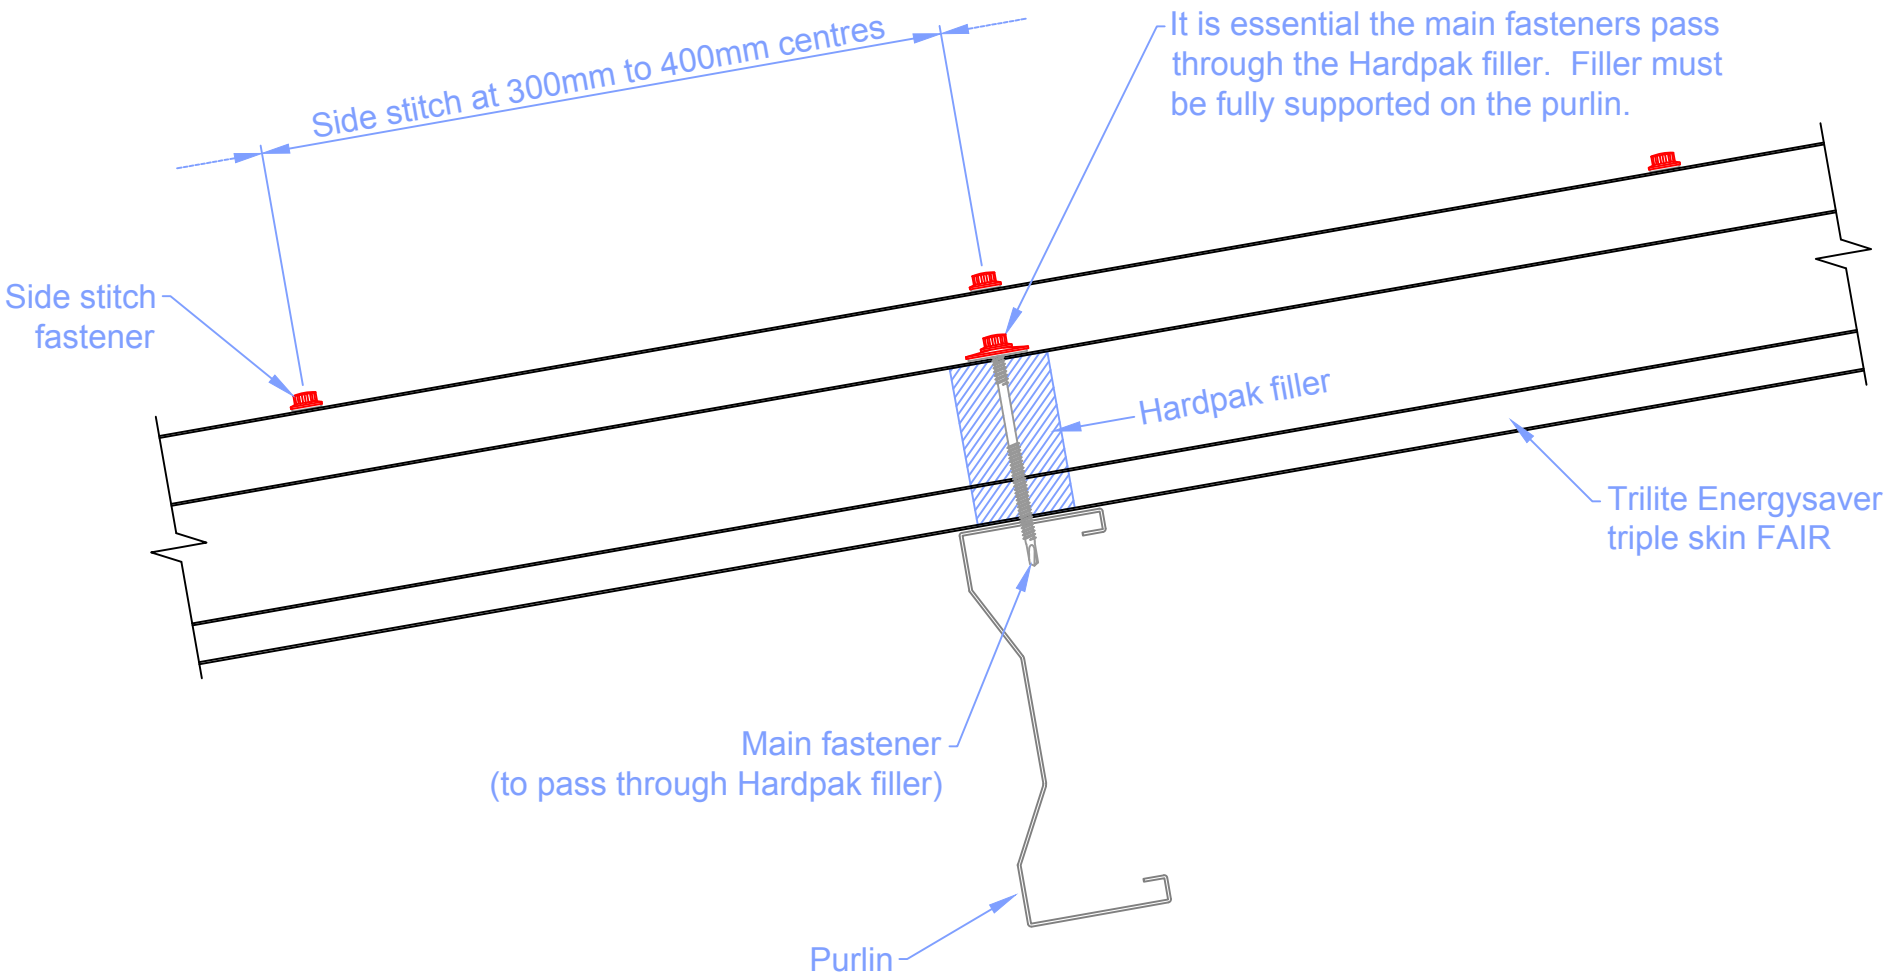 Side stitch at 300mm to 400mm centres
It is essential the main fasteners pass
through the Hardpak filler.  Filler must
be fully supported on the purlin.
Side stitch
fastener
Hardpak filler
Trilite Energysaver
triple skin FAIR
Main fastener
(to pass through Hardpak filler)
Purlin